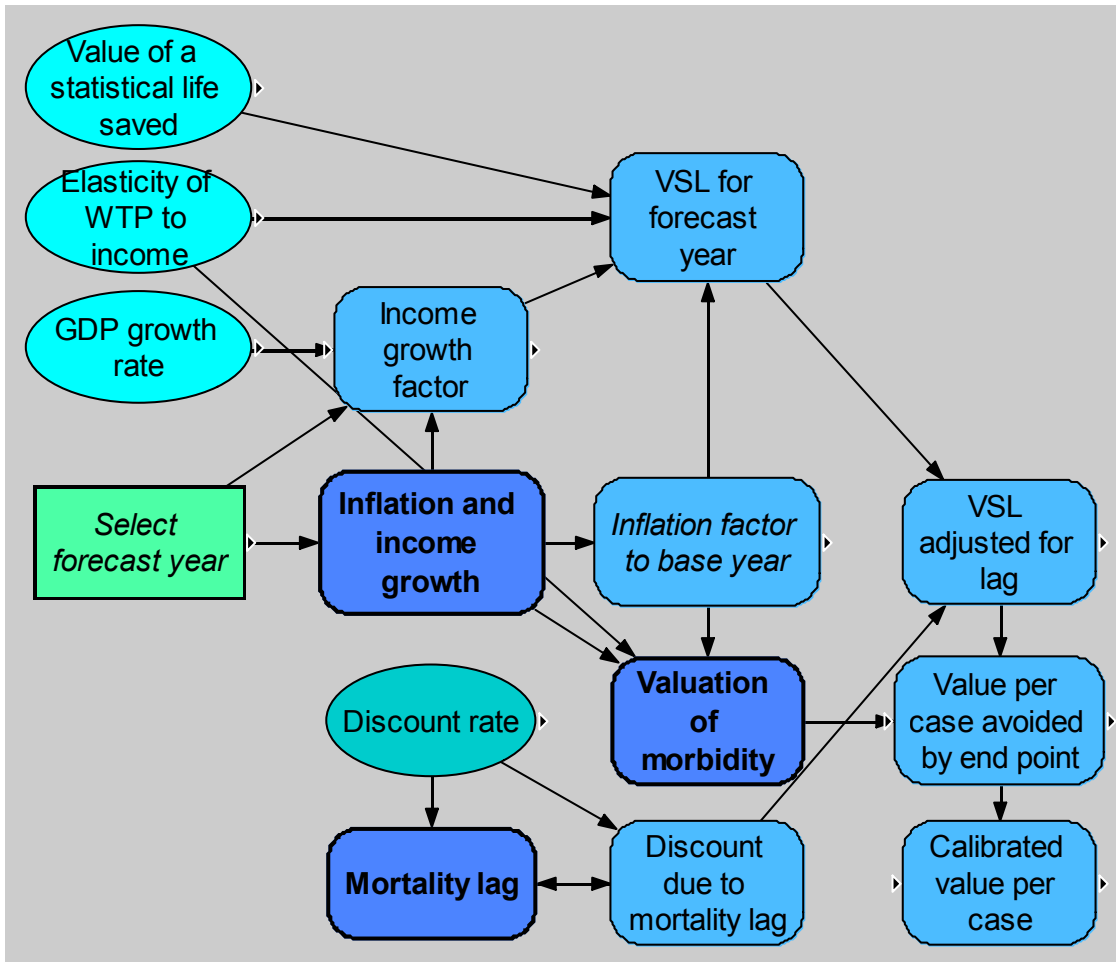 Value of a
statistical life
saved
Elasticity of
WTP to
income
GDP growth
rate
VSL for
forecast
year
Income
growth
factor
Select
forecast year
Inflation and
income
growth
Inflation factor
to base year
VSL
adjusted for
lag
Discount rate
Valuation
of
morbidity
Value per
case avoided
by end point
Mortality lag
Discount
due to
mortality lag
Calibrated
value per
case